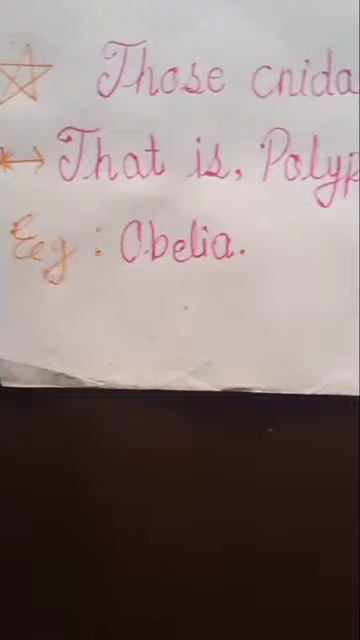 Those cnida
That is, Polyp
Eg : Obelia.